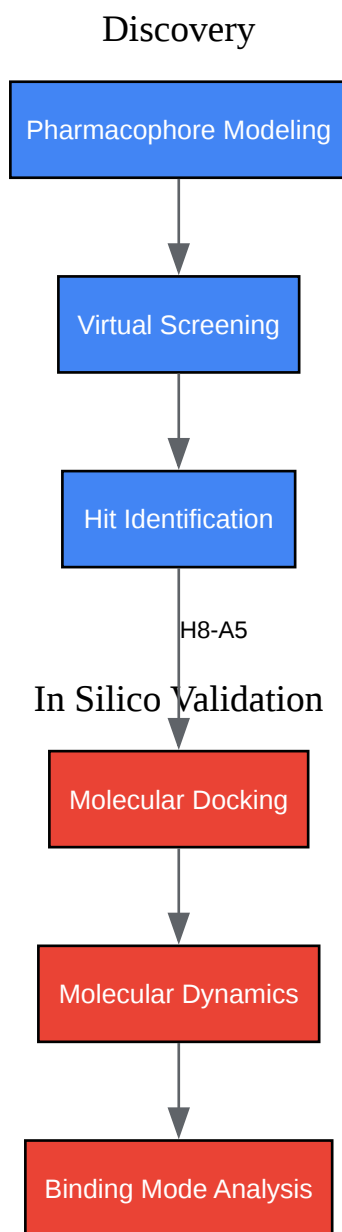 Discovery
Pharmacophore Modeling
Virtual Screening
Hit Identification
H8-A5
In Silico Validation
Molecular Docking
Molecular Dynamics
Binding Mode Analysis